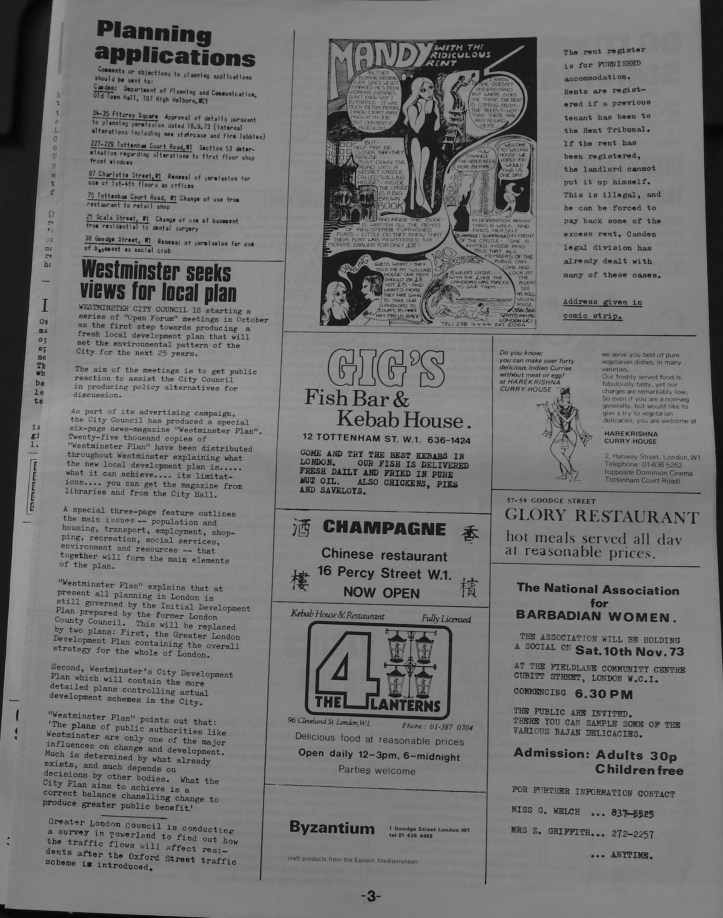 Planning
applications
Comments or objections to planning applications
should be sent to:
Camden: Department of Planning and Communication,
Old Town Hall, 197 High Holborn, WC1
34-35 Fitzroy Square Approval of details pursuant
to planning permission dated 18.9.73 (internal
alterations including new staircase and fire lobbies)
227-229 Tottenham Court Road, W1 Section 53 deter-
mination regarding alterations to first floor shop
front windows
87 Charlotte Street, W1 Renewal of permission for
use of 1st-4th floors as offices
75 Tottenham Court Road, W1 Change of use from
restaurant to retail shop
21 Scala Street, W1 Change of use of basement
from residential to dental surgery
30 Goodge Street, W1 Renewal of permission for use
of basement as social club
Westminster seeks
views for local plan
WESTMINSTER CITY COUNCIL IS starting a
series of "Open Forum" meetings in October
as the first step towards producing a
fresh local development plan that will
set the environmental pattern of the
City for the next 25 years.
The aim of the meetings is to get public
reaction to assist the City Council
in producing policy alternatives for
discussion.
As part of its advertising campaign,
the City Council has produced a special
six-page news-magazine "Westminster Plan".
Twenty-five thousand copies of
"Westminster Plan" have been distributed
throughout Westminster explaining what
the new local development plan is.....
what it can achieve.... its limitat-
ions.... you can get the magazine from
libraries and from the City Hall.
A special three-page feature outlines
the main issues -- population and
housing, transport, employment, shop-
ping, recreation, social services,
environment and resources -- that
together will form the main elements
of the plan.
"Westminster Plan" explains that at
present all planning in London is
still governed by the Initial Development
Plan prepared by the former London
County Council. This will be replaced
by two plans: First, the Greater London
Development Plan containing the overall
strategy for the whole of London.
Second, Westminster's City Development
Plan which will contain the more
detailed plans controlling actual
development schemes in the City.
"Westminster Plan" points out that:
'The plans of public authorities like
Westminster are only one of the major
influences on change and development.
Much is determined by what already
exists, and much depends on
decisions by other bodies. What the
City Plan aims to achieve is a
correct balance chanelling change to
produce greater public benefit.'
Greater London council is conducting
a survey in towerland to find out how
the traffic flows will affect resi-
dents after the Oxford Street traffic
scheme is introduced.
MANDY WITH THE
RIDICULOUS
RENT
The rent register
is for FURNISHED
accommodation.
Rents are regist-
ered if a previous
tenant has been to
the Rent Tribunal.
If the rent has
been registered,
the landlord cannot
put it up himself.
This is illegal, and
he can be forced to
pay back some of the
excess rent. Camden
legal division has
already dealt with
many of these cases.
Address given in
comic strip.
GIG'S
Fish Bar &
Kebab House.
12 TOTTENHAM ST. W.1. 636-1424
COME AND TRY THE BEST KEBABS IN
LONDON. OUR FISH IS DELIVERED
FRESH DAILY AND FRIED IN PURE
NUT OIL. ALSO CHICKENS, PIES
AND SAVELOYS.
酒 香
樓 檳
CHAMPAGNE
Chinese restaurant
16 Percy Street W.1.
NOW OPEN
Kebab House & Restaurant Fully Licensed
4
THE LANTERNS
96 Cleveland St. London, W.1. Phone: 01-387 0704
Delicious food at reasonable prices
Open daily 12-3pm, 6-midnight
Parties welcome
Byzantium 1 Goodge Street London W1
tel 01-636 6465
craft products from the Eastern Mediterranean
Do you know;
you can make over forty
delicious Indian Curries
without meat or egg?
at HAREKRISHNA
CURRY-HOUSE
we serve you best of pure
vegetarian dishes, in many
varieties.
Our freshly served food is
fabulously tasty, yet our
charges are remarkably low.
So even if you are a nonveg
generally, but would like to
give a try to vegetarian
delicacies, you are welcome at
HAREKRISHNA
CURRY-HOUSE
2, Hanway Street, London, W1
Telephone: 01-636 5262
(opposite Dominion Cinema
Tottenham Court Road)
57-59 GOODGE STREET
GLORY RESTAURANT
hot meals served all day
at reasonable prices.
The National Association
for
BARBADIAN WOMEN.
THE ASSOCIATION WILL BE HOLDING
A SOCIAL ON Sat. 10th Nov. 73
AT THE FIELDLANE COMMUNITY CENTRE
CUBITT STREET, LONDON W.C.I.
COMMENCING 6.30 PM
THE PUBLIC ARE INVITED.
THERE YOU CAN SAMPLE SOME OF THE
VARIOUS BAJAN DELICACIES.
Admission: Adults 30p
Children free
FOR FURTHER INFORMATION CONTACT
MISS G. WELCH ... 837-5525
MRS Z. GRIFFITH... 272-2257
... ANYTIME.
-3-